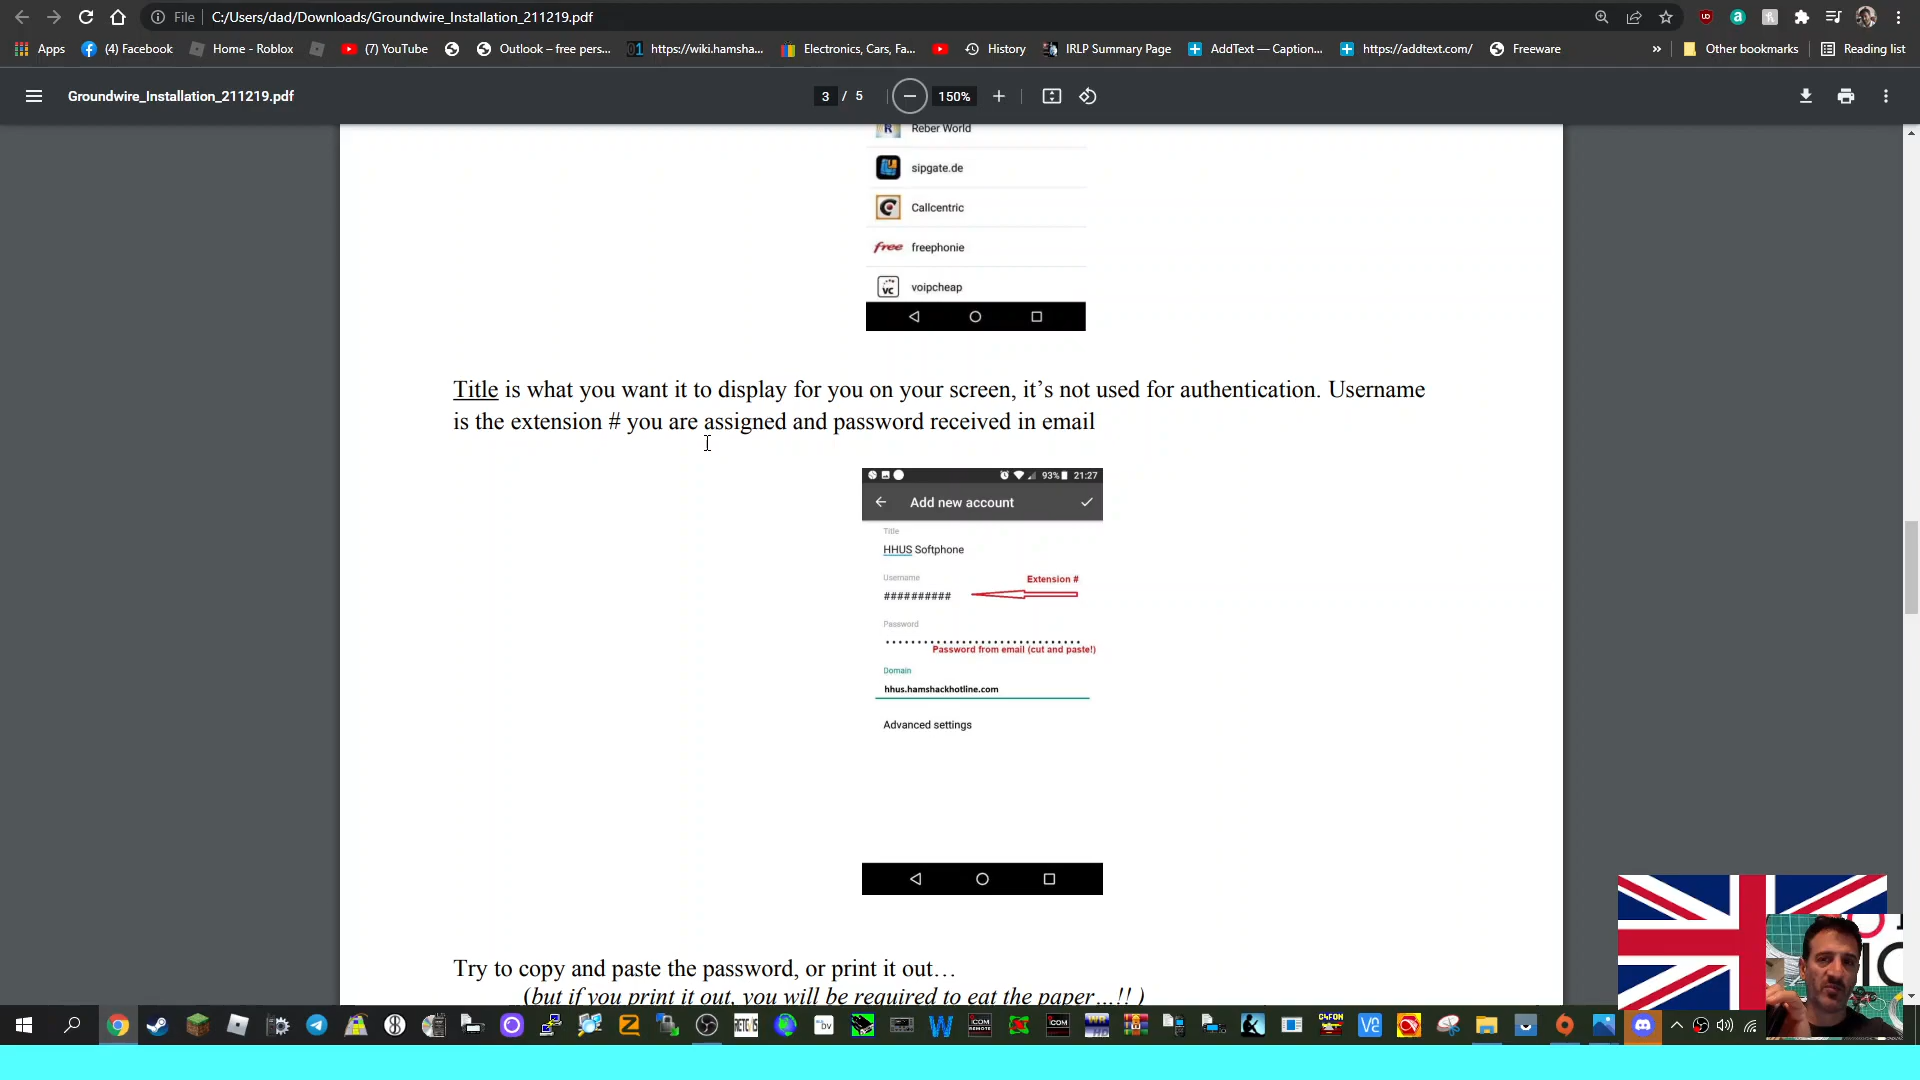 File C:/Users/dad/Downloads/Groundwire_Installation_211219.pdf
Apps (4) Facebook Home - Roblox (7) YouTube Outlook – free pers... https://wiki.hamsha... Electronics, Cars, Fa... History IRLP Summary Page AddText — Caption... https://addtext.com/ Freeware » Other bookmarks Reading list
Groundwire_Installation_211219.pdf 3 / 5 150%
Reber World
sipgate.de
Callcentric
free freephonie
VC voipcheap
Title is what you want it to display for you on your screen, it's not used for authentication. Username
is the extension # you are assigned and password received in email
93% 21:27
Add new account
Title
HHUS Softphone
Username
Extension #
##########
Password
Password from email (cut and paste!)
Domain
hhus.hamshackhotline.com
Advanced settings
Try to copy and paste the password, or print it out…
(but if you print it out, you will be required to eat the paper…!! )